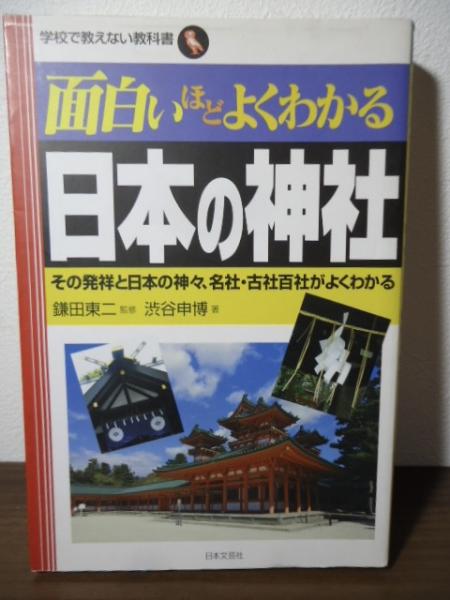 学校で教えない教科書
面白いほどよくわかる
日本の神社
その発祥と日本の神々、名社・古社百社がよくわかる
鎌田東二 監修 渋谷申博 著
日本文芸社